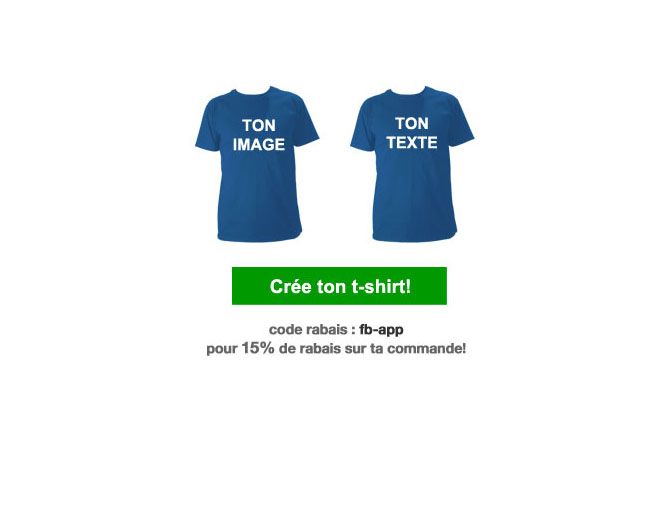 TON
IMAGE
TON
TEXTE
Crée ton t-shirt!
code rabais : fb-app
pour 15% de rabais sur ta commande!